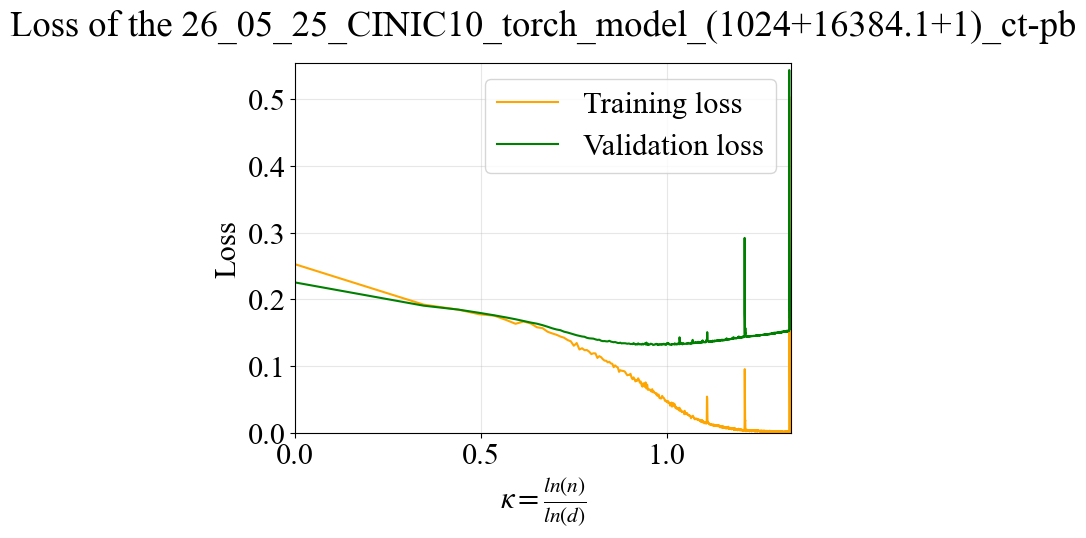 Loss of the 26_05_25_CINIC10_torch_model_(1024+16384.1+1)_ct-pb
Training loss
Validation loss
0.5
0.4
0.3
0.2
0.1
0.0
Loss
0.0 0.5 1.0
κ = ln(n) / ln(d)